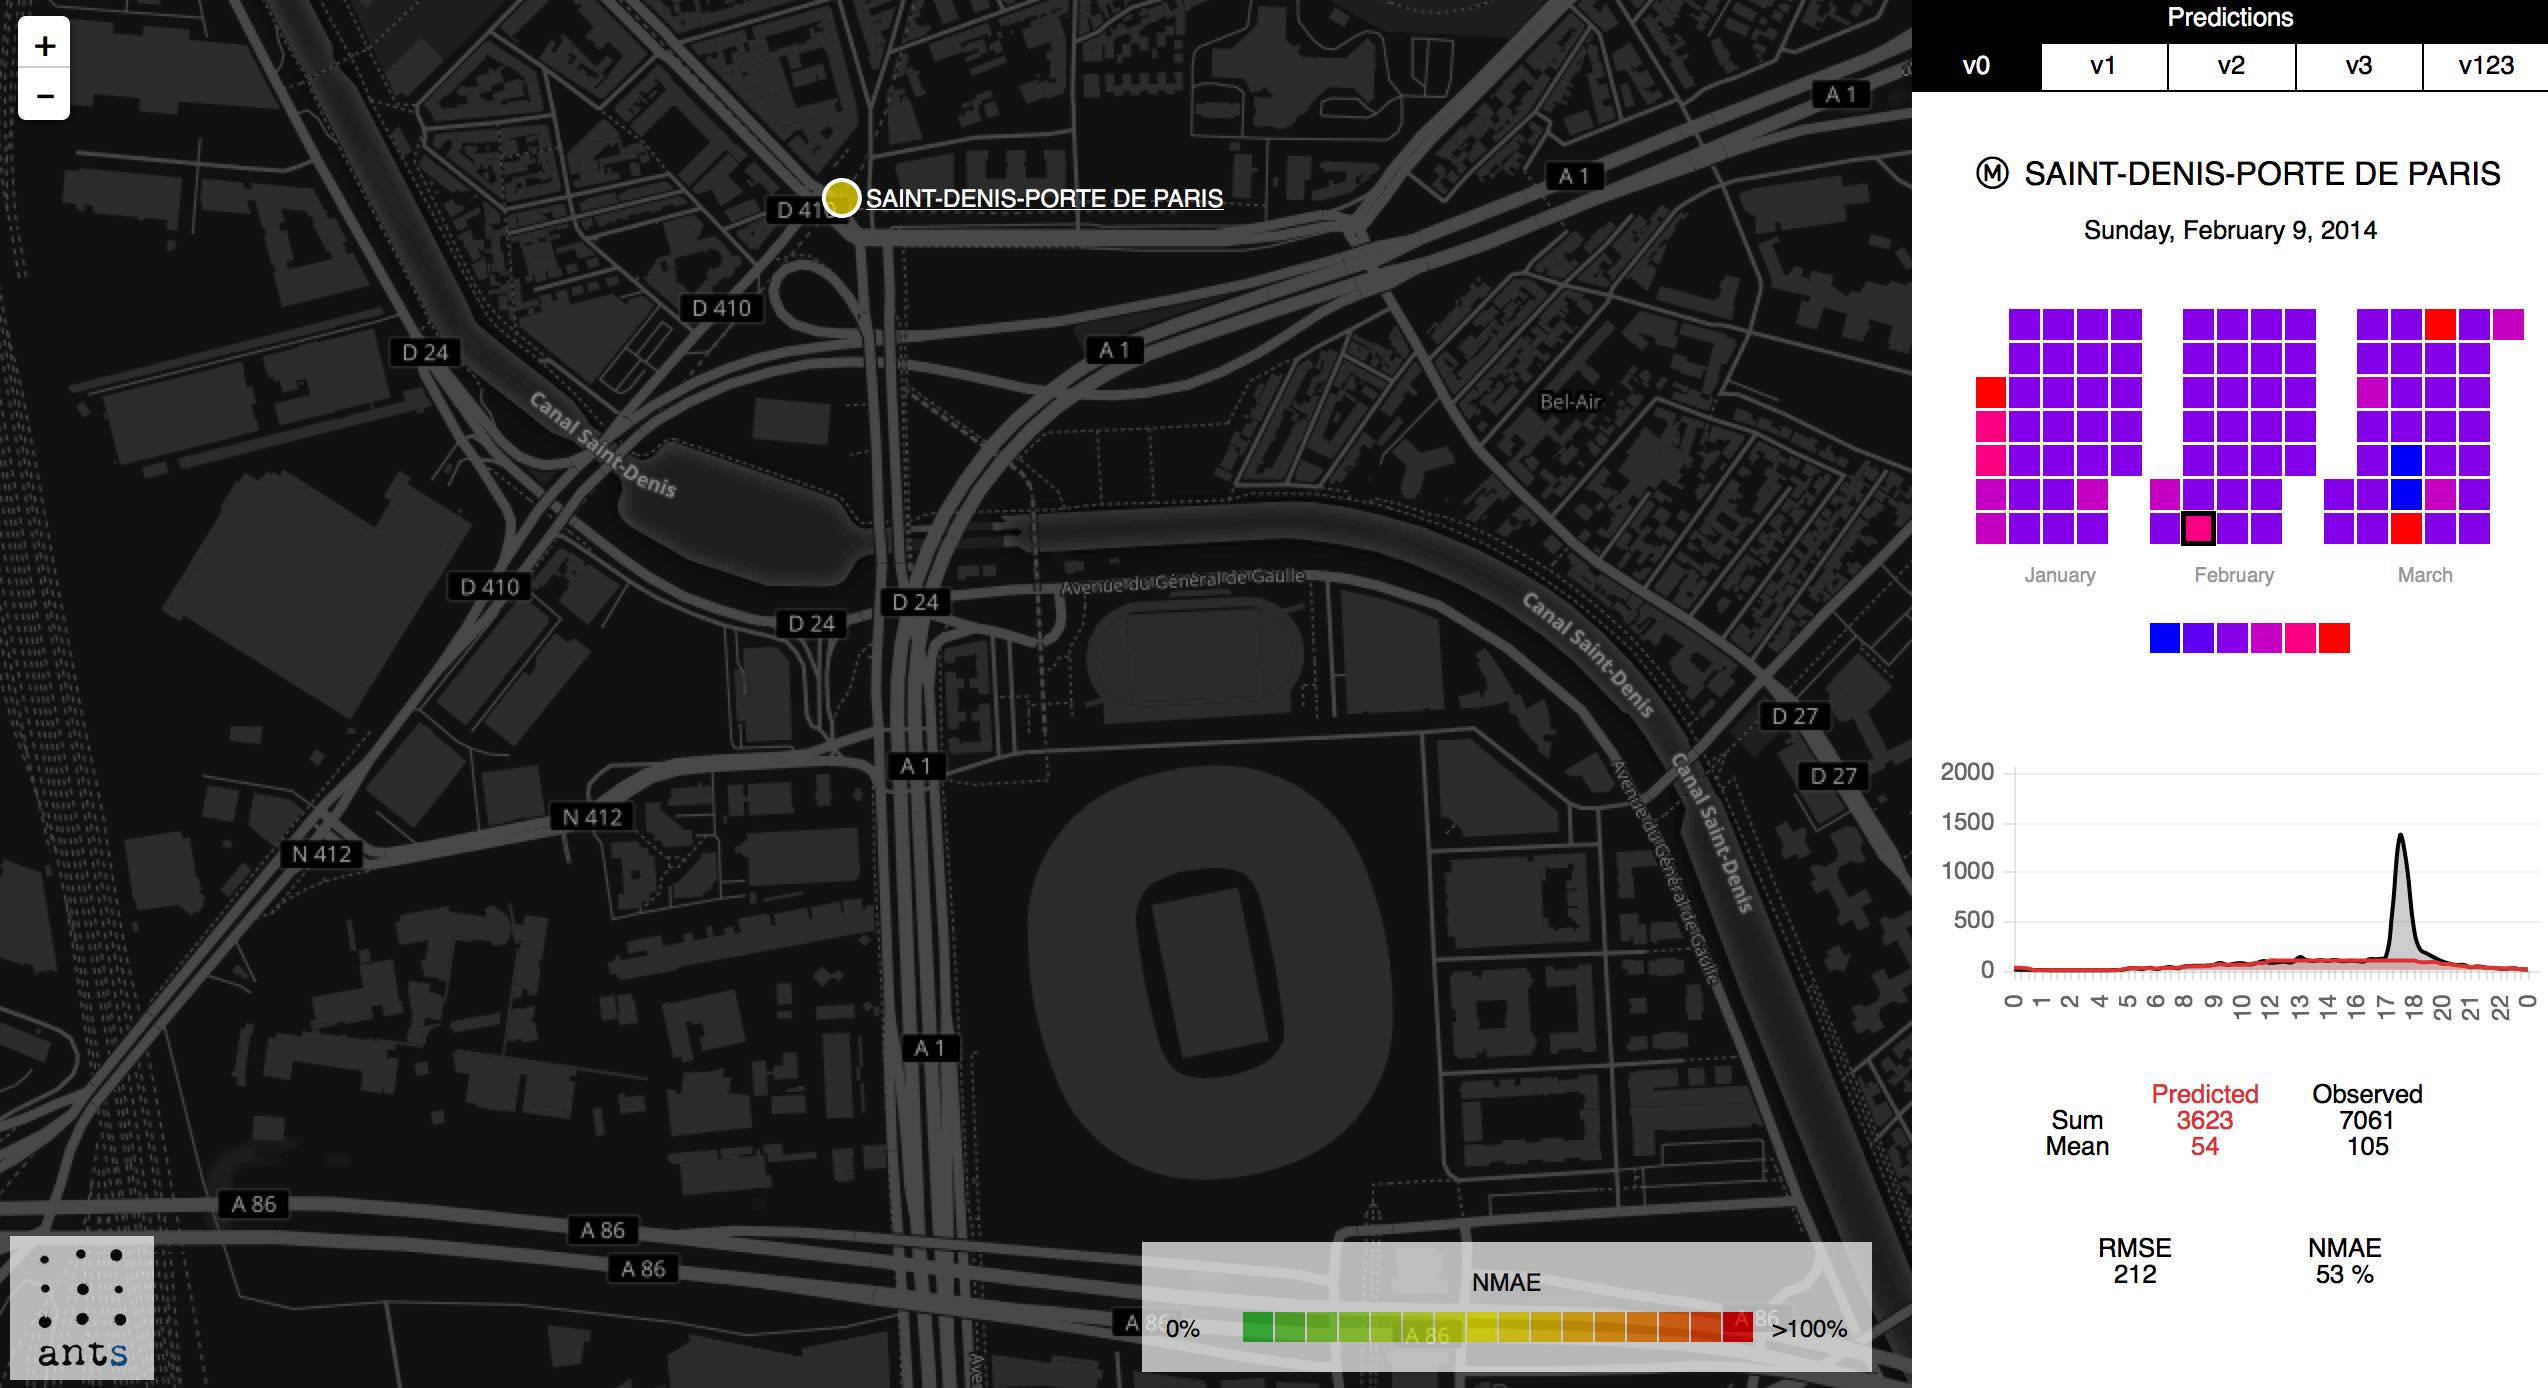 +
−
D 410
SAINT-DENIS-PORTE DE PARIS
A 1
A 1
D 410
D 24
A 1
Canal Saint-Denis
Bel-Air
D 410
D 24
D 24
Avenue du Général de Gaulle
Canal Saint-Denis
D 27
D 27
A 1
N 412
N 412
Canal Saint-Denis
Avenue du Général de Gaulle
A 1
A 86
A 86
A 86
A 86
A 86
A 86
Ave
ants
NMAE
0%
>100%
Predictions
v0 v1 v2 v3 v123
M SAINT-DENIS-PORTE DE PARIS
Sunday, February 9, 2014
January February March
2000
1500
1000
500
0
0 1 2 4 5 6 8 9 10 12 13 14 16 17 18 20 21 22 0
Predicted Observed
Sum 3623 7061
Mean 54 105
RMSE NMAE
212 53 %